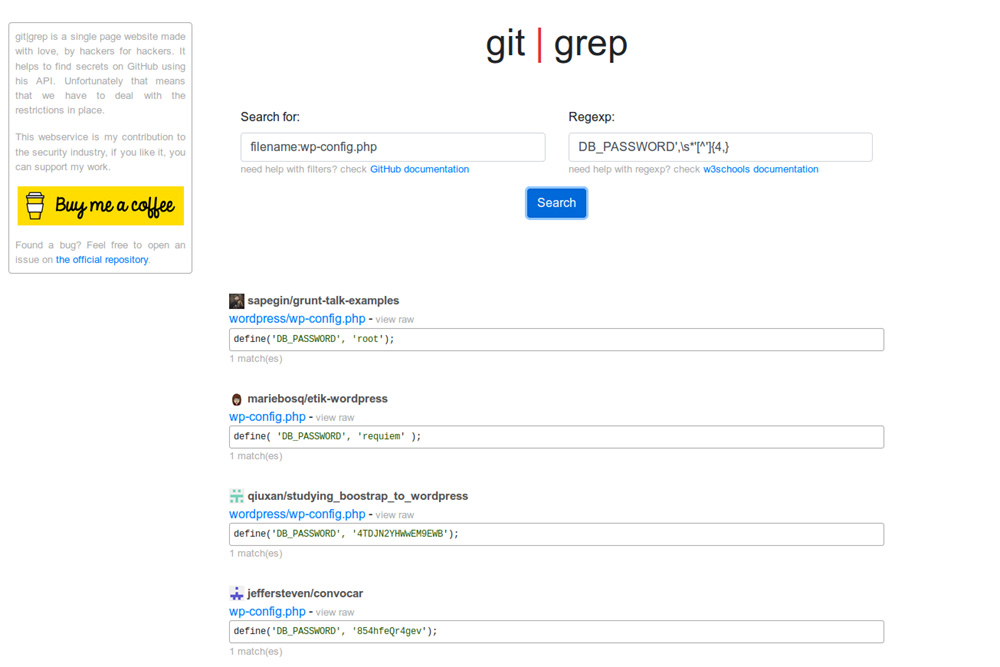 git|grep is a single page website made
with love, by hackers for hackers. It
helps to find secrets on GitHub using
his API. Unfortunately that means
that we have to deal with the
restrictions in place.
This webservice is my contribution to
the security industry, if you like it, you
can support my work.
Buy me a coffee
Found a bug? Feel free to open an
issue on the official repository.
git | grep
Search for:
filename:wp-config.php
need help with filters? check GitHub documentation
Regexp:
DB_PASSWORD',\s*'[^']{4,}
need help with regexp? check w3schools documentation
Search
sapegin/grunt-talk-examples
wordpress/wp-config.php - view raw
define('DB_PASSWORD', 'root');
1 match(es)
mariebosq/etik-wordpress
wp-config.php - view raw
define( 'DB_PASSWORD', 'requiem' );
1 match(es)
qiuxan/studying_boostrap_to_wordpress
wordpress/wp-config.php - view raw
define('DB_PASSWORD', '4TDJN2YHWwEM9EWB');
1 match(es)
jeffersteven/convocar
wp-config.php - view raw
define('DB_PASSWORD', '854hfeQr4gev');
1 match(es)